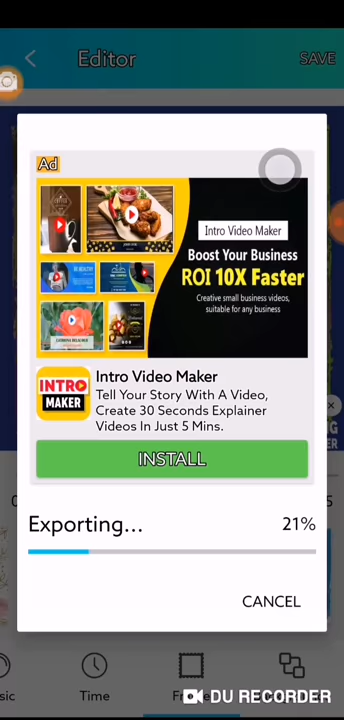 Editor
SAVE
Ad
Intro Video Maker
Boost Your Business
ROI 10X Faster
Creative small business videos,
suitable for any business
INTRO
MAKER
Intro Video Maker
Tell Your Story With A Video,
Create 30 Seconds Explainer
Videos In Just 5 Mins.
INSTALL
Exporting...
21%
CANCEL
Time
DU RECORDER